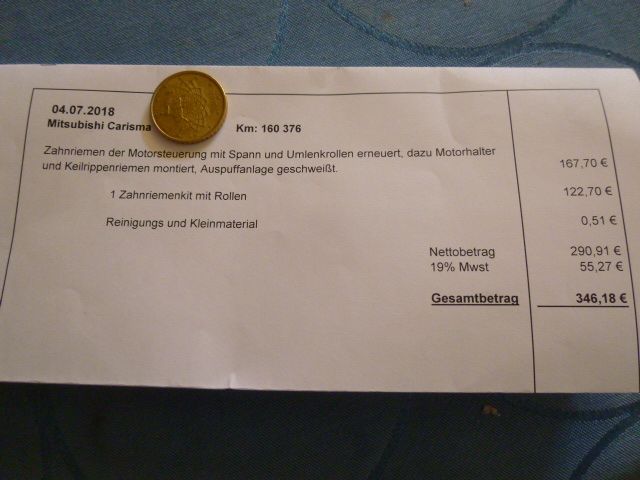 04.07.2018
Mitsubishi Carisma Km: 160 376
Zahnriemen der Motorsteuerung mit Spann und Umlenkrollen erneuert, dazu Motorhalter
und Keilrippenriemen montiert, Auspuffanlage geschweißt. 167,70 €
1 Zahnriemenkit mit Rollen 122,70 €
Reinigungs und Kleinmaterial 0,51 €
Nettobetrag 290,91 €
19% Mwst 55,27 €
Gesamtbetrag 346,18 €